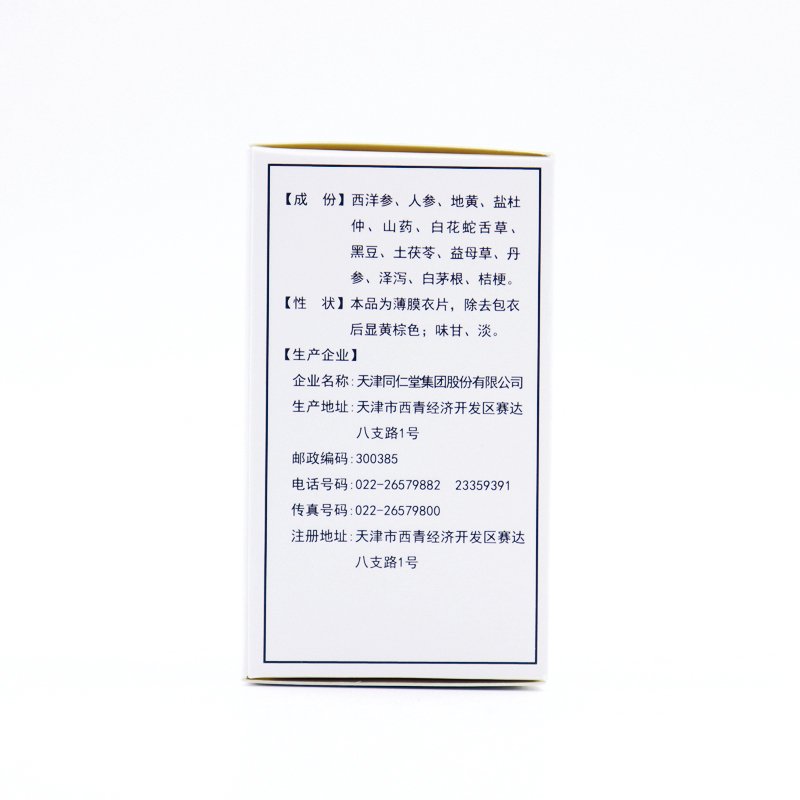 【成　份】西洋参、人参、地黄、盐杜
仲、山药、白花蛇舌草、
黑豆、土茯苓、益母草、丹
参、泽泻、白茅根、桔梗。
【性　状】本品为薄膜衣片，除去包衣
后显黄棕色；味甘、淡。
【生产企业】
企业名称:天津同仁堂集团股份有限公司
生产地址:天津市西青经济开发区赛达
八支路1号
邮政编码:300385
电话号码:022-26579882　23359391
传真号码:022-26579800
注册地址:天津市西青经济开发区赛达
八支路1号